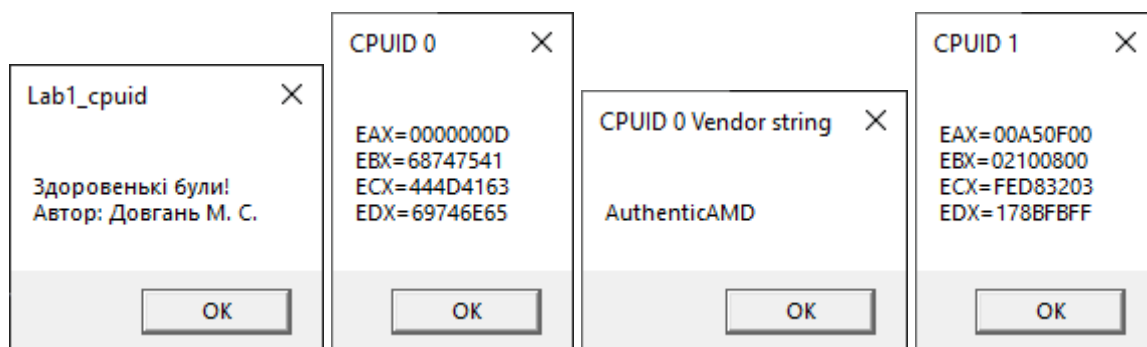 Lab1_cpuid
Здоровенькі були!
Автор: Довгань М. С.
OK
CPUID 0
EAX=0000000D
EBX=68747541
ECX=444D4163
EDX=69746E65
OK
CPUID 0 Vendor string
AuthenticAMD
OK
CPUID 1
EAX=00A50F00
EBX=02100800
ECX=FED83203
EDX=178BFBFF
OK